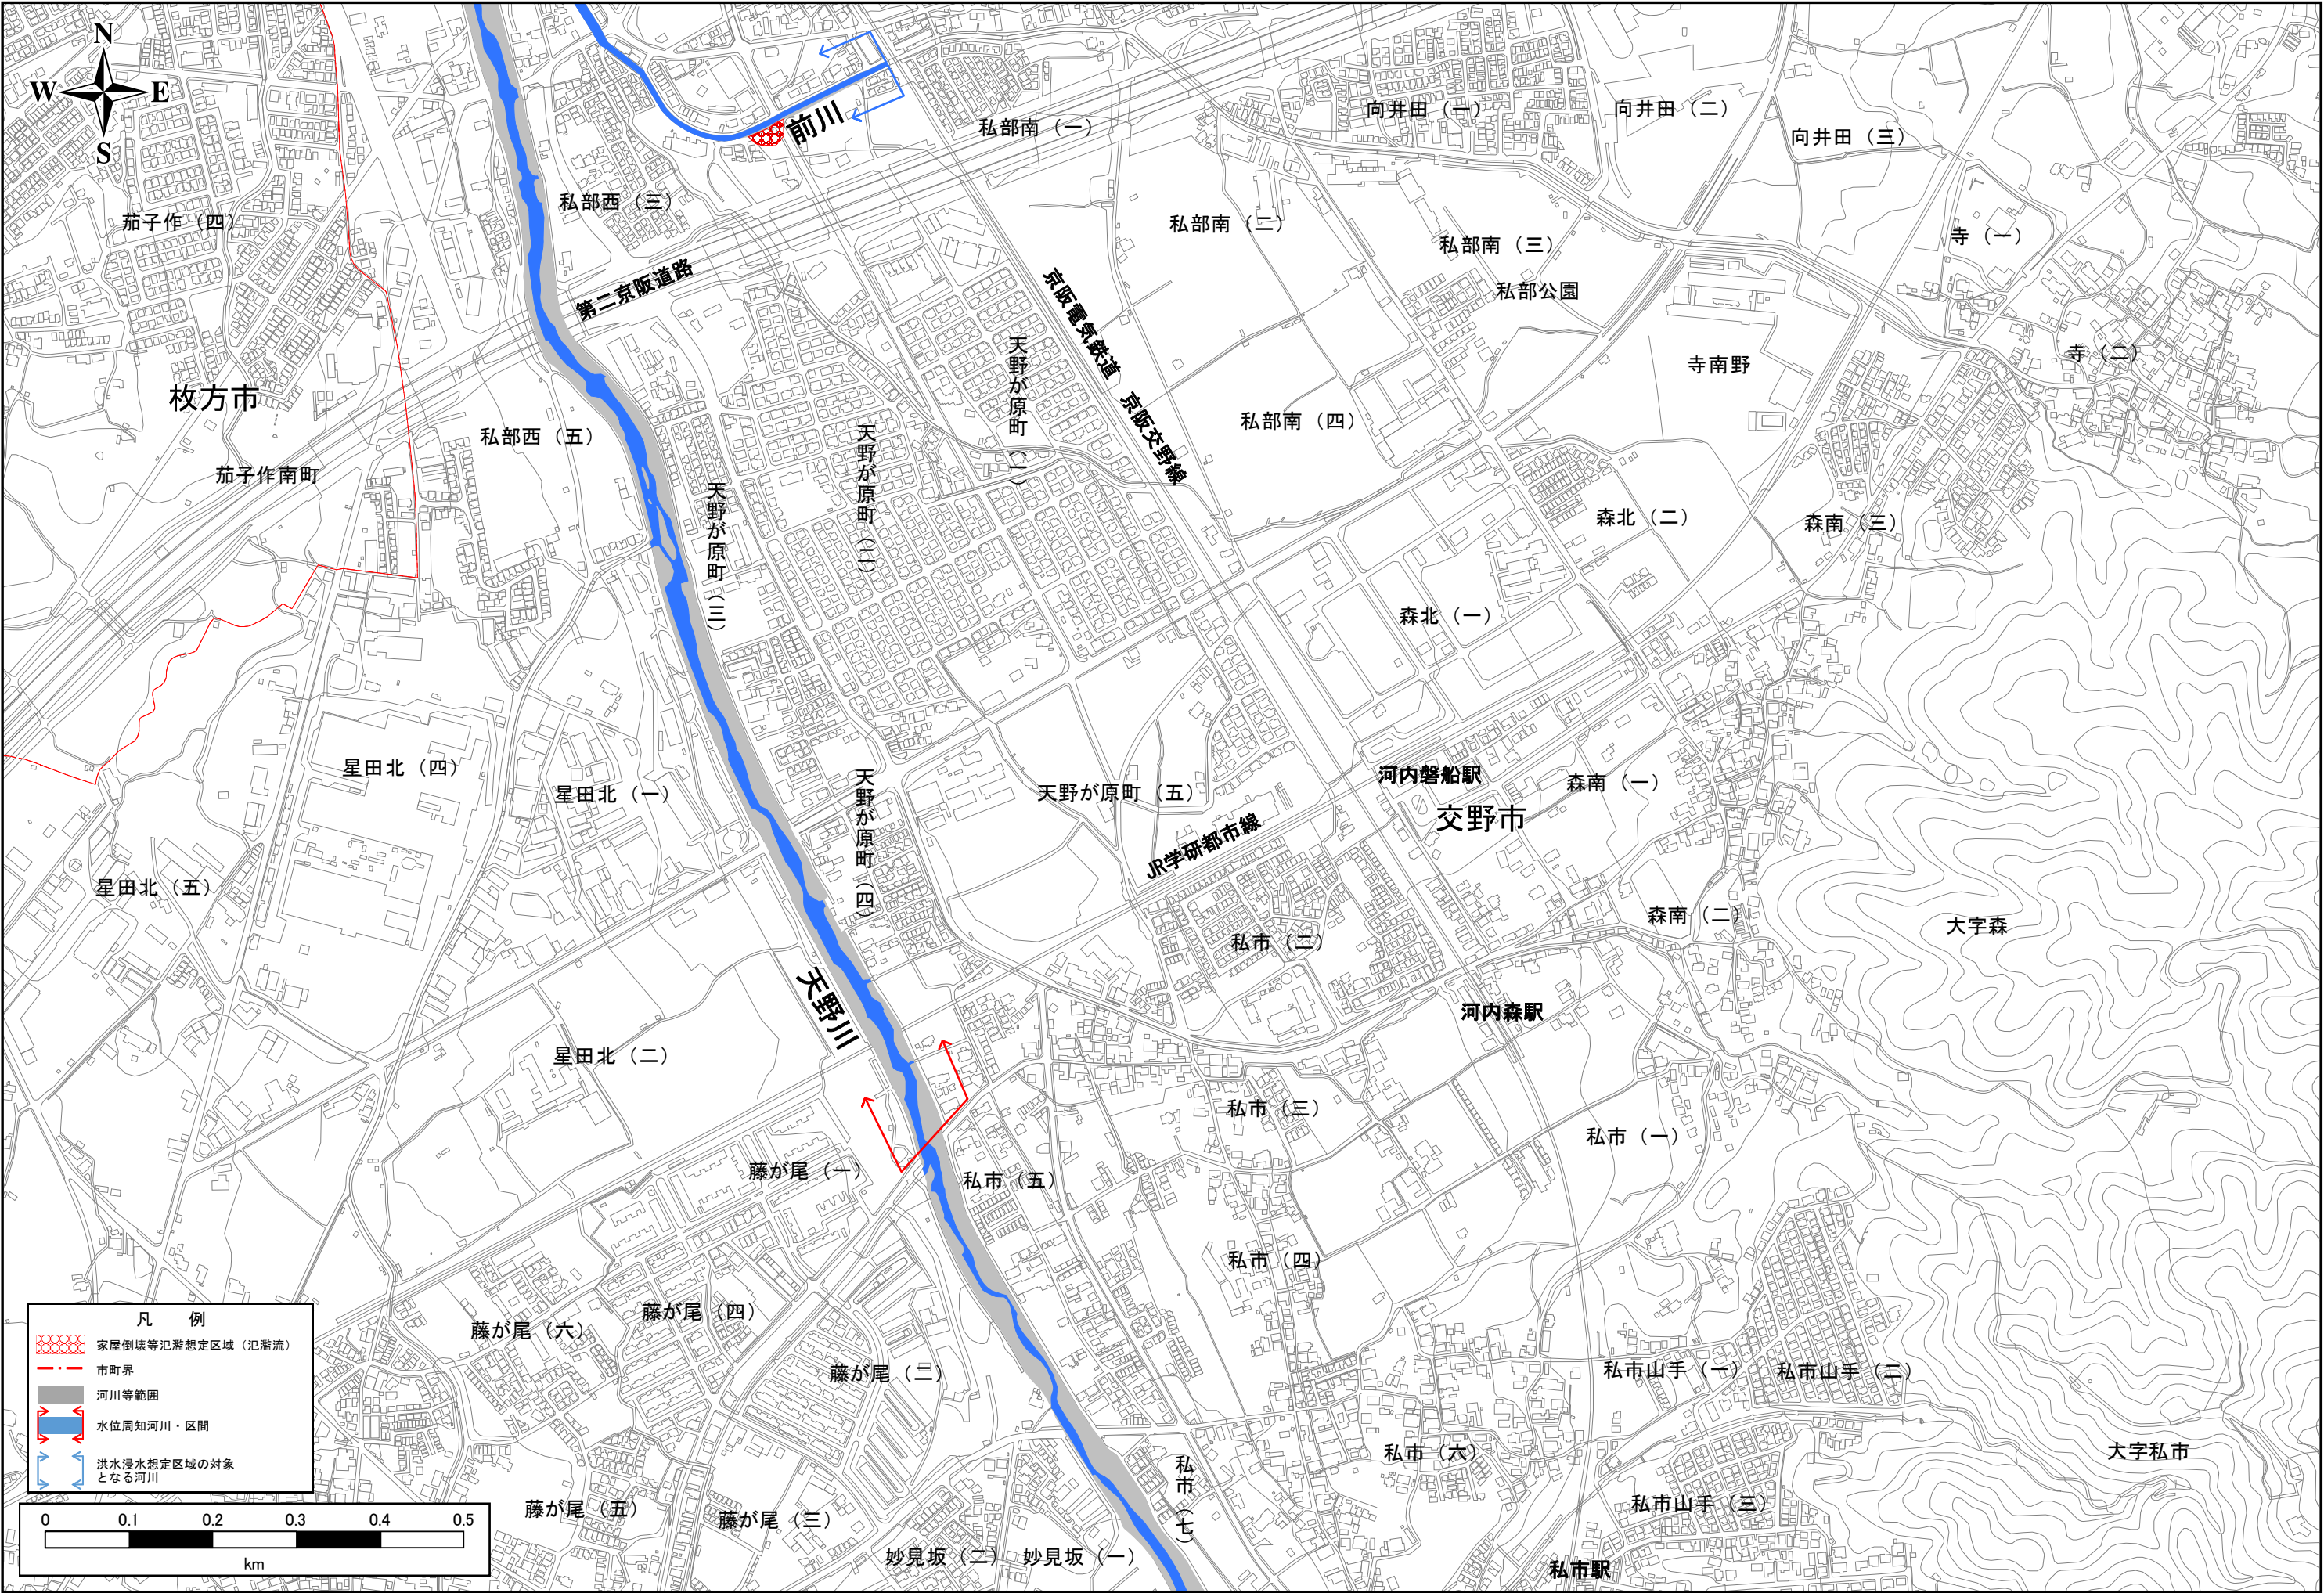 N
W
E
S
前川
私部南（一）
向井田（一）
向井田（二）
向井田（三）
私部西（三）
茄子作（四）
私部南（二）
私部南（三）
寺（一）
私部公園
第二京阪道路
京阪電気鉄道　京阪交野線
天野が原町（一）
寺南野
寺（二）
枚方市
私部西（五）
天野が原町（二）
私部南（四）
茄子作南町
天野が原町（三）
森北（二）
森南（三）
森北（一）
星田北（四）
星田北（一）
天野が原町（四）
天野が原町（五）
河内磐船駅
交野市
森南（一）
JR学研都市線
星田北（五）
私市（二）
森南（二）
大字森
天野川
河内森駅
星田北（二）
私市（三）
私市（一）
藤が尾（一）
私市（五）
私市（四）
藤が尾（四）
藤が尾（六）
藤が尾（二）
私市山手（一）
私市山手（二）
私市（六）
大字私市
私市（七）
藤が尾（五）
藤が尾（三）
私市山手（三）
妙見坂（二）
妙見坂（一）
私市駅
凡　例
家屋倒壊等氾濫想定区域（氾濫流）
市町界
河川等範囲
水位周知河川・区間
洪水浸水想定区域の対象
となる河川
0 0.1 0.2 0.3 0.4 0.5
km